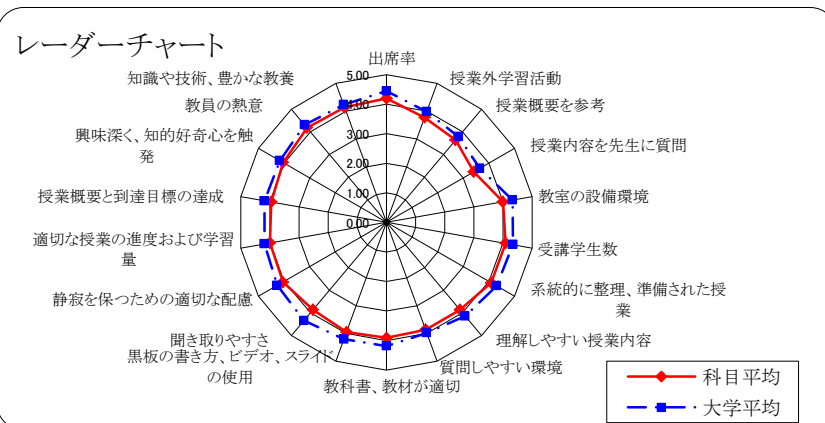 レーダーチャート
出席率
授業外学習活動
授業概要を参考
授業内容を先生に質問
教室の設備環境
受講学生数
系統的に整理、準備された授
業
理解しやすい授業内容
質問しやすい環境
教科書、教材が適切
黒板の書き方、ビデオ、スライド
の使用
聞き取りやすさ
静寂を保つための適切な配慮
適切な授業の進度および学習
量
授業概要と到達目標の達成
興味深く、知的好奇心を触
発
教員の熱意
知識や技術、豊かな教養
5.00
4.00
3.00
2.00
1.00
0.00
科目平均
大学平均